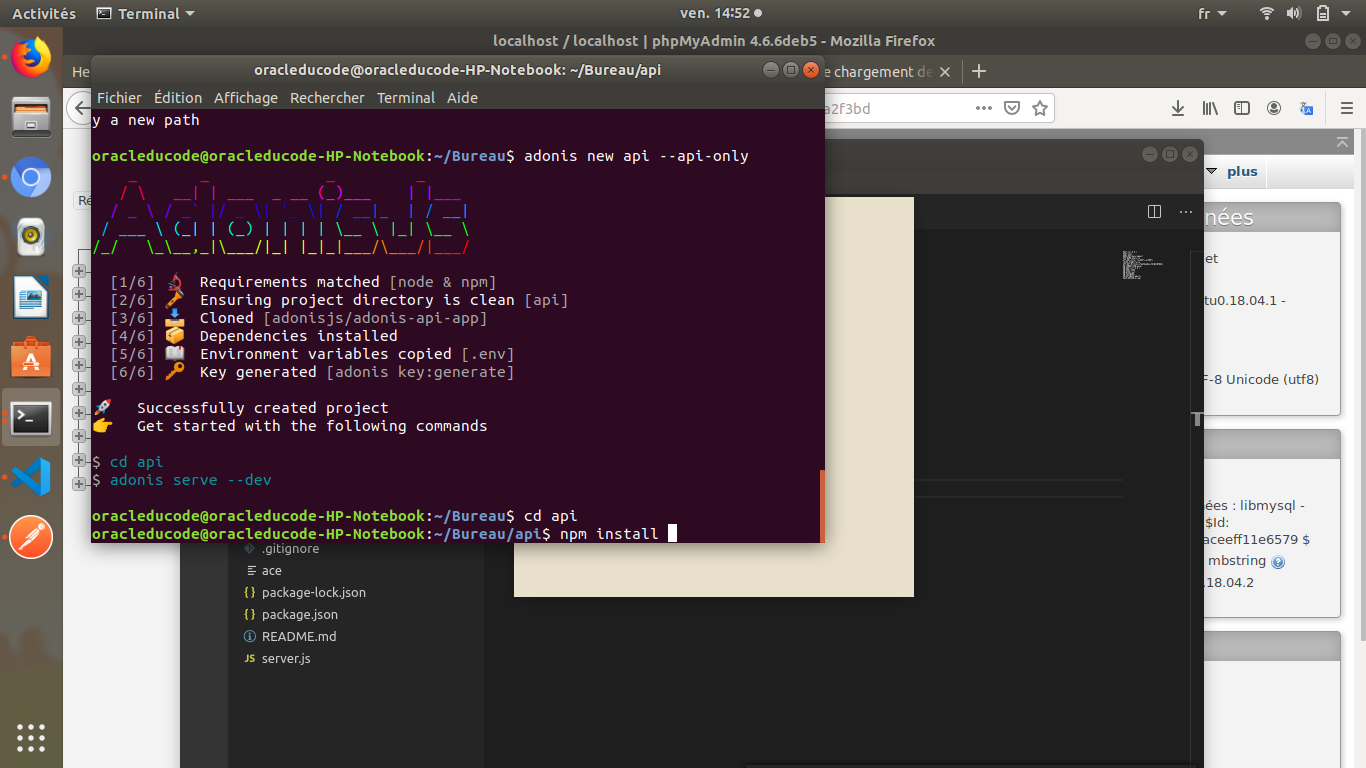 Activités
Terminal
ven. 14:52
fr
localhost / localhost | phpMyAdmin 4.6.6deb5 - Mozilla Firefox
He
oracleducode@oracleducode-HP-Notebook: ~/Bureau/api
e chargement de
Fichier Édition Affichage Rechercher Terminal Aide
a2f3bd
y a new path
oracleducode@oracleducode-HP-Notebook:~/Bureau$ adonis new api --api-only
[1/6] Requirements matched [node & npm]
[2/6] Ensuring project directory is clean [api]
[3/6] Cloned [adonisjs/adonis-api-app]
[4/6] Dependencies installed
[5/6] Environment variables copied [.env]
[6/6] Key generated [adonis key:generate]
Successfully created project
Get started with the following commands
$ cd api
$ adonis serve --dev
oracleducode@oracleducode-HP-Notebook:~/Bureau$ cd api
oracleducode@oracleducode-HP-Notebook:~/Bureau/api$ npm install
Ré
.gitignore
ace
package-lock.json
package.json
README.md
JS server.js
plus
nées
et
tu0.18.04.1 -
F-8 Unicode (utf8)
ées : libmysql -
$Id:
aceeff11e6579 $
mbstring
.18.04.2